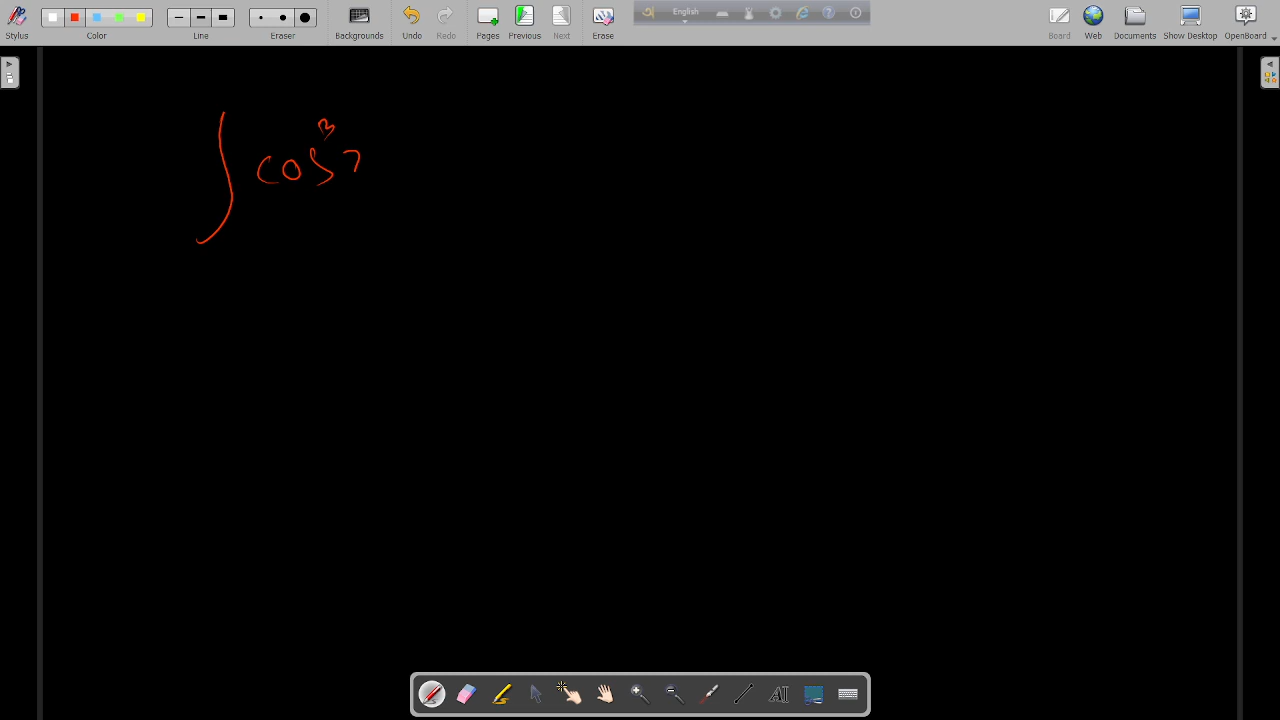 Stylus Color Line Eraser Backgrounds Undo Redo Pages Previous Next Erase English Board Web Documents Show Desktop OpenBoard
∫ cos³
AI